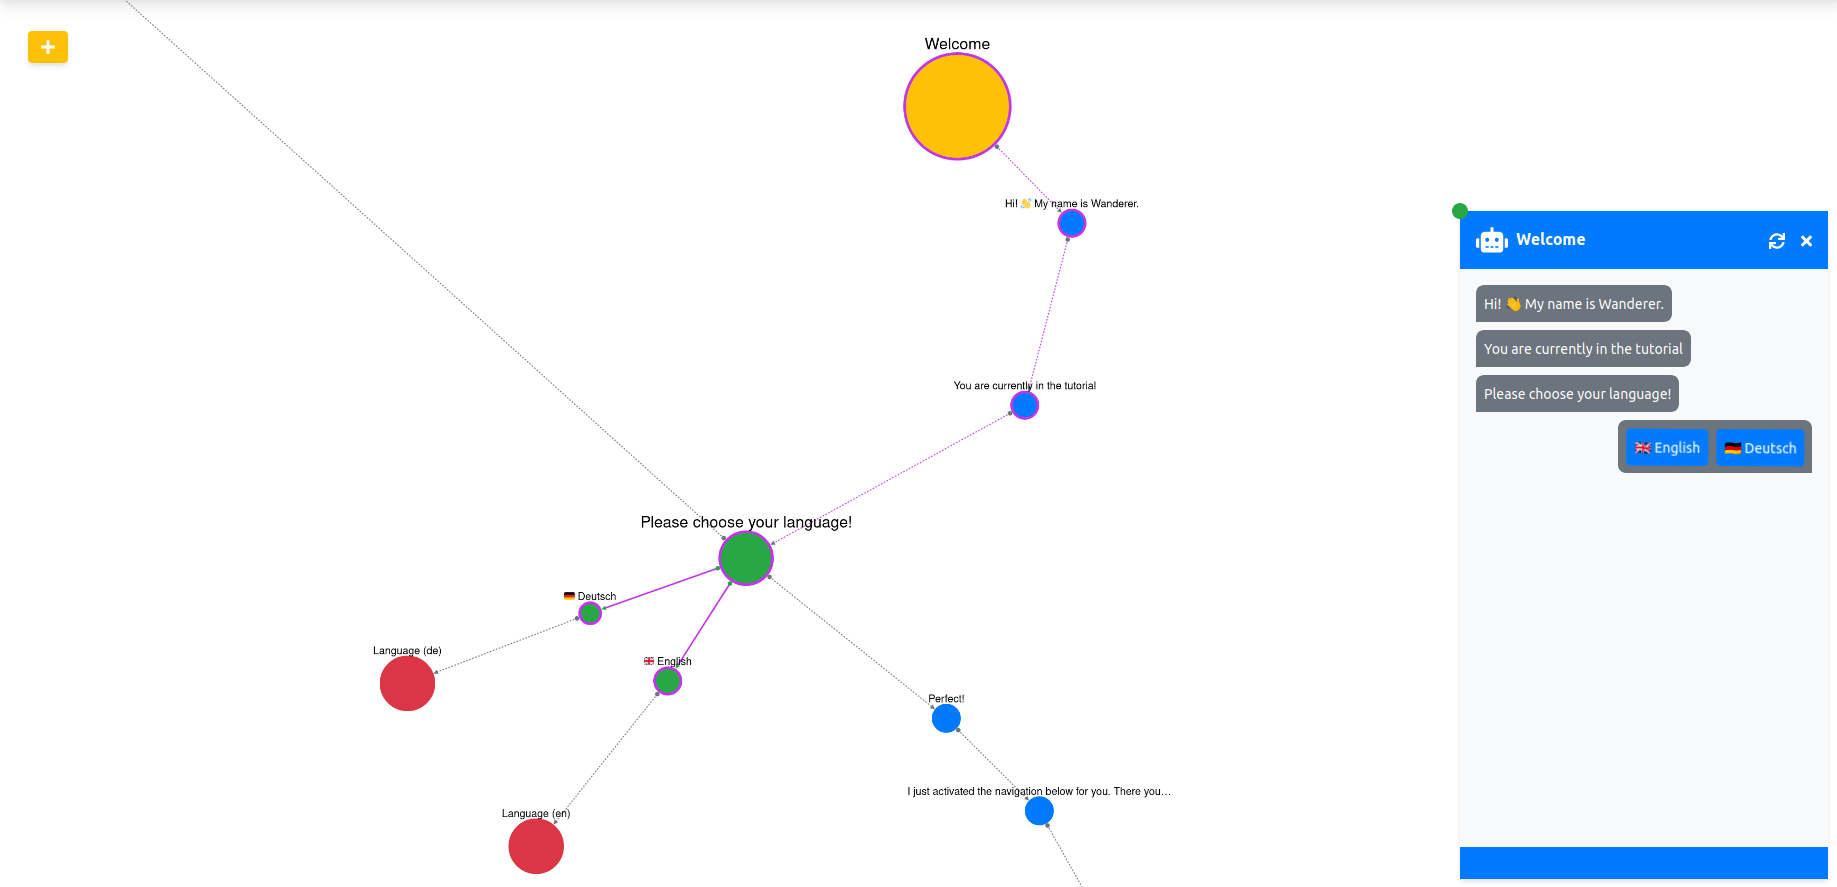 Welcome
Hi! 👋 My name is Wanderer.
You are currently in the tutorial
Please choose your language!
🇩🇪 Deutsch
Language (de)
🇬🇧 English
Language (en)
Perfect!
I just activated the navigation below for you. There you...
Welcome
Hi! 👋 My name is Wanderer.
You are currently in the tutorial
Please choose your language!
🇬🇧 English 🇩🇪 Deutsch